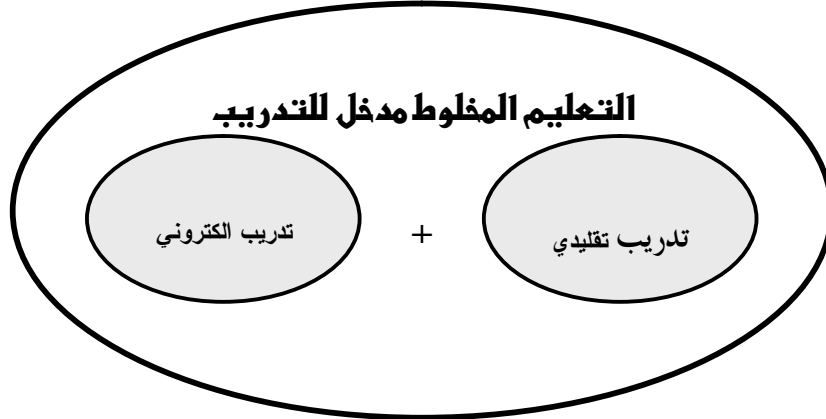 التعليم المخلوط مدخل للتدريب
تدريب تقليدي
+
تدريب الكتروني